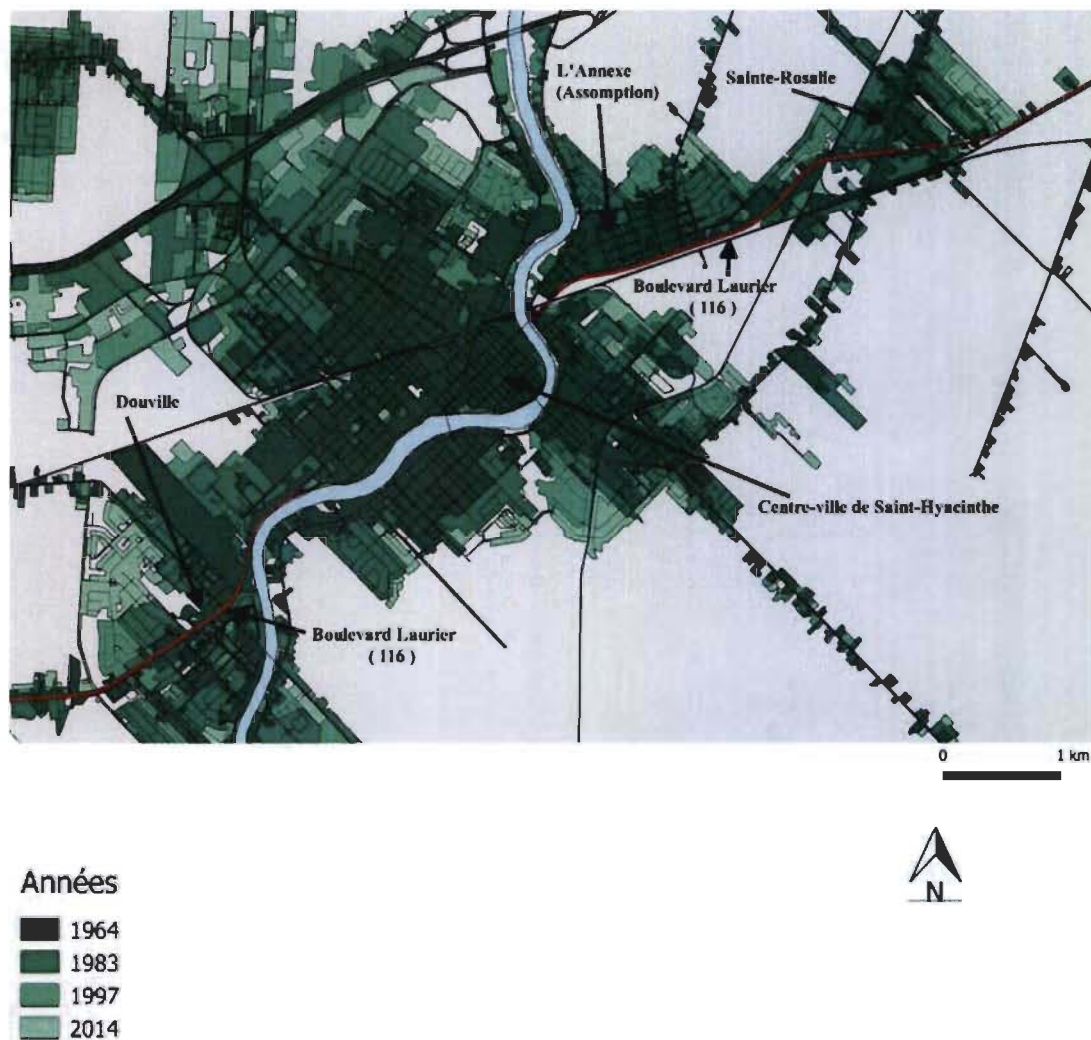 L'Annexe
(Assomption)
Sainte-Rosalie
Boulevard Laurier
( 116 )
Douville
Centre-ville de Saint-Hyacinthe
Boulevard Laurier
( 116 )
0 1 km
N
Années
1964
1983
1997
2014